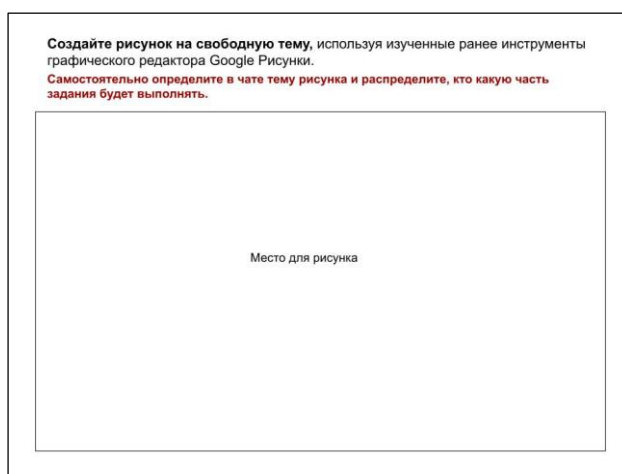 Создайте рисунок на свободную тему, используя изученные ранее инструменты
графического редактора Google Рисунки.
Самостоятельно определите в чате тему рисунка и распределите, кто какую часть
задания будет выполнять.
Место для рисунка